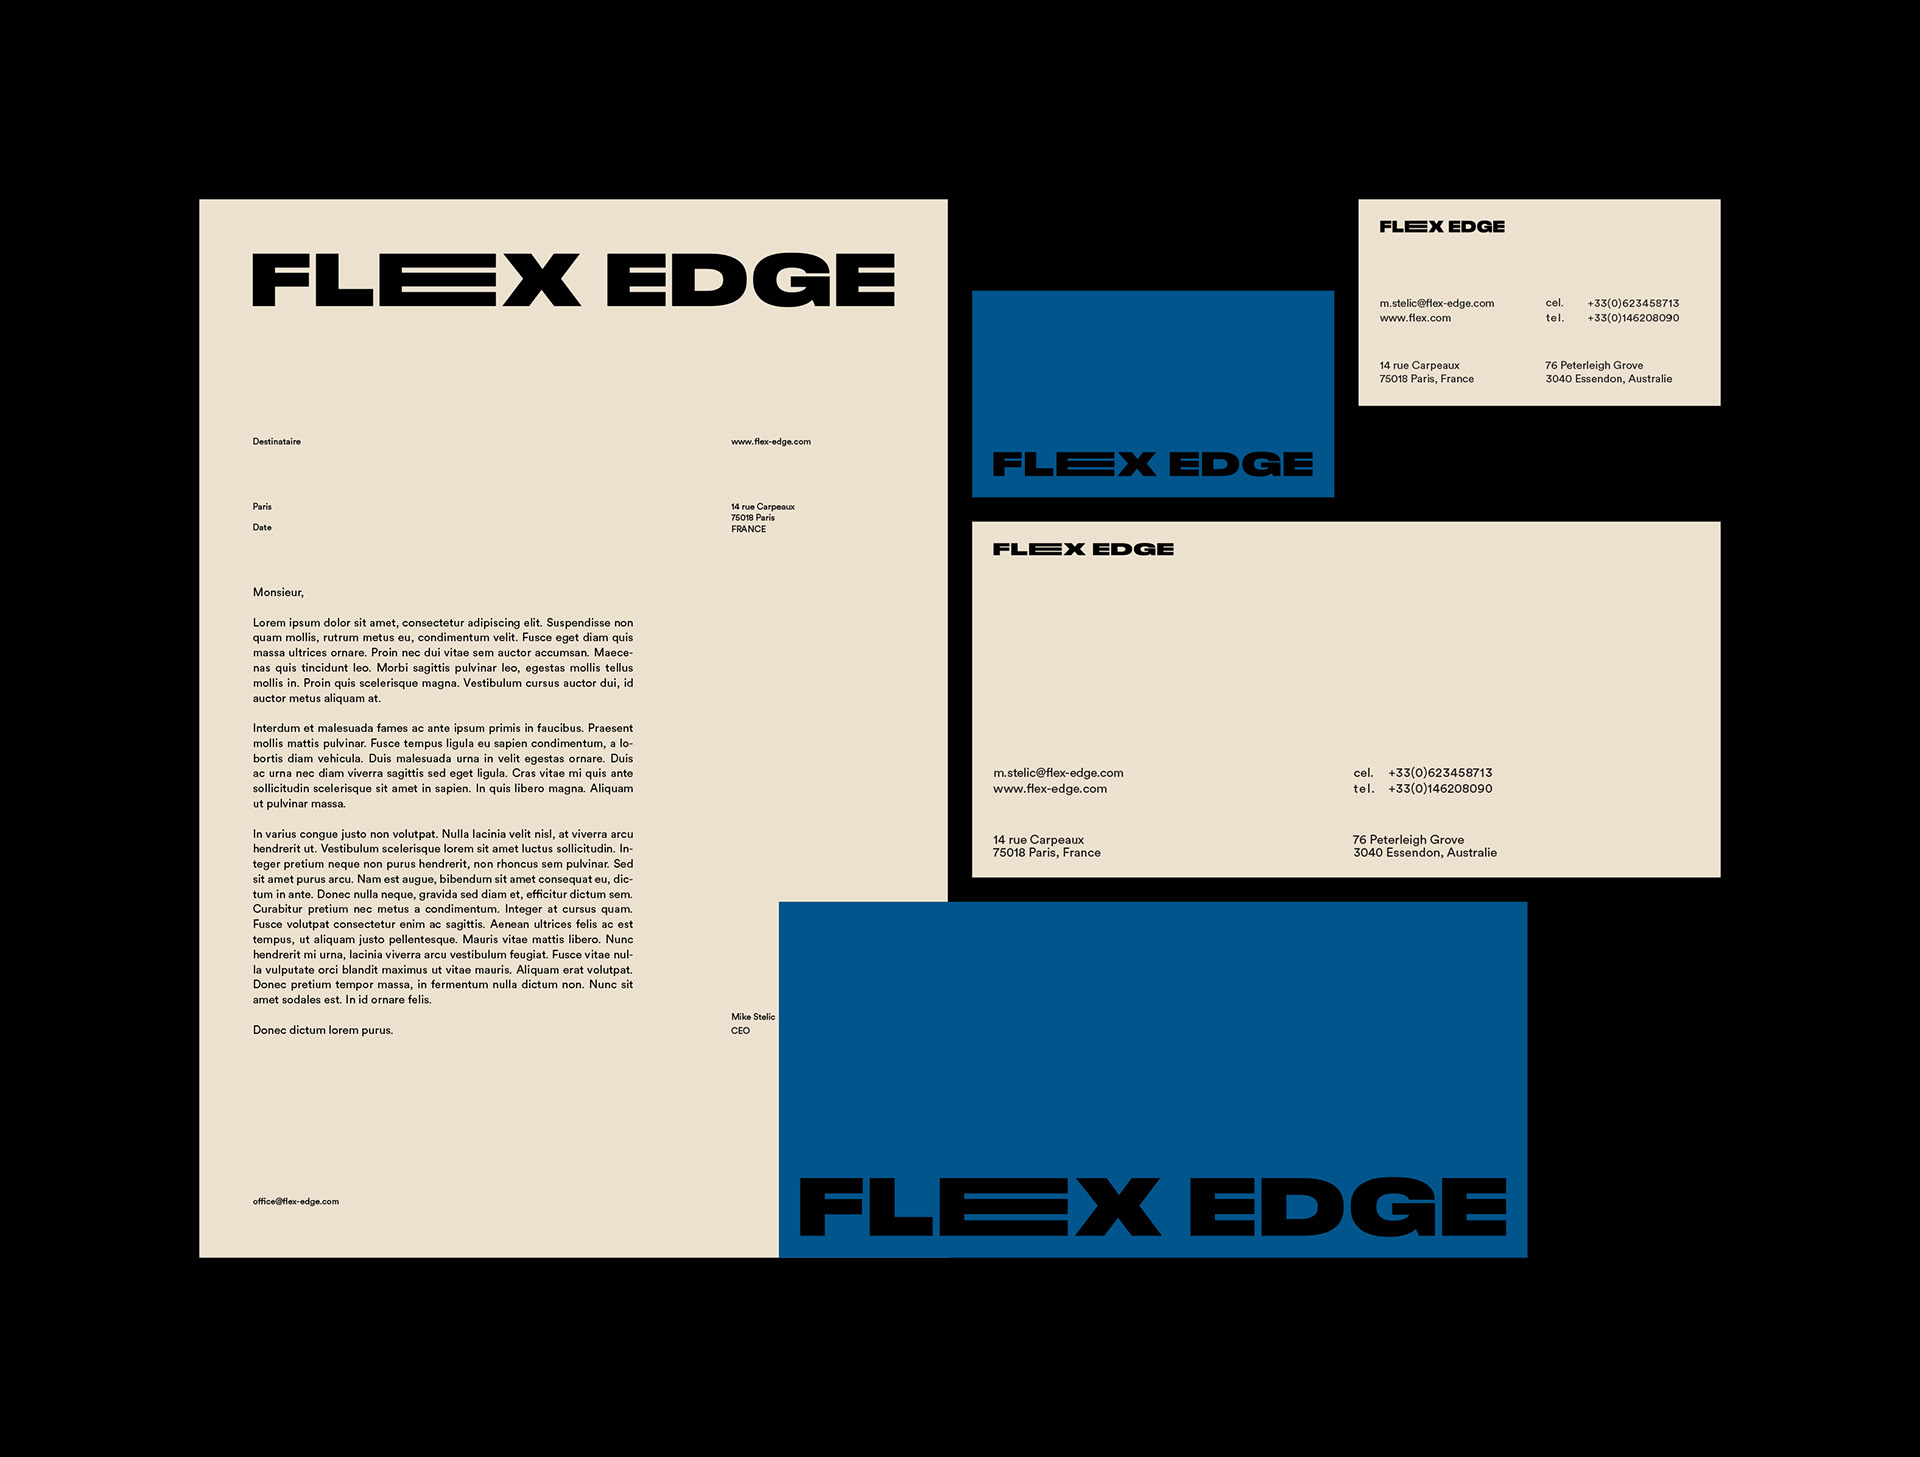 FLEX EDGE
Destinataire
www.flex-edge.com
Paris
Date
14 rue Carpeaux
75018 Paris
FRANCE
Monsieur,
Lorem ipsum dolor sit amet, consectetur adipiscing elit. Suspendisse non
quam mollis, rutrum metus eu, condimentum velit. Fusce eget diam quis
massa ultrices ornare. Proin nec dui vitae sem auctor accumsan. Maece-
nas quis tincidunt leo. Morbi sagittis pulvinar leo, egestas mollis tellus
mollis in. Proin quis scelerisque magna. Vestibulum cursus auctor dui, id
auctor metus aliquam at.
Interdum et malesuada fames ac ante ipsum primis in faucibus. Praesent
mollis mattis pulvinar. Fusce tempus ligula eu sapien condimentum, a lo-
bortis diam vehicula. Duis malesuada urna in velit egestas ornare. Duis
ac urna nec diam viverra sagittis sed eget ligula. Cras vitae mi quis ante
sollicitudin scelerisque sit amet in sapien. In quis libero magna. Aliquam
ut pulvinar massa.
In varius congue justo non volutpat. Nulla lacinia velit nisl, at viverra arcu
hendrerit ut. Vestibulum scelerisque lorem sit amet luctus sollicitudin. In-
teger pretium neque non purus hendrerit, non rhoncus sem pulvinar. Sed
sit amet purus arcu. Nam est augue, bibendum sit amet consequat eu, dic-
tum in ante. Donec nulla neque, gravida sed diam et, efficitur dictum sem.
Curabitur pretium nec metus a condimentum. Integer at cursus quam.
Fusce volutpat consectetur enim ac sagittis. Aenean ultrices felis ac est
tempus, ut aliquam justo pellentesque. Mauris vitae mattis libero. Nunc
hendrerit mi urna, lacinia viverra arcu vestibulum feugiat. Fusce vitae nul-
la vulputate orci blandit maximus ut vitae mauris. Aliquam erat volutpat.
Donec pretium tempor massa, in fermentum nulla dictum non. Nunc sit
amet sodales est. In id ornare felis.
Donec dictum lorem purus.
Mike Stelic
CEO
office@flex-edge.com
FLEX EDGE
FLEX EDGE
m.stelic@flex-edge.com
www.flex.com
cel. +33(0)623458713
tel. +33(0)146208090
14 rue Carpeaux
75018 Paris, France
76 Peterleigh Grove
3040 Essendon, Australie
FLEX EDGE
m.stelic@flex-edge.com
www.flex-edge.com
cel. +33(0)623458713
tel. +33(0)146208090
14 rue Carpeaux
75018 Paris, France
76 Peterleigh Grove
3040 Essendon, Australie
FLEX EDGE